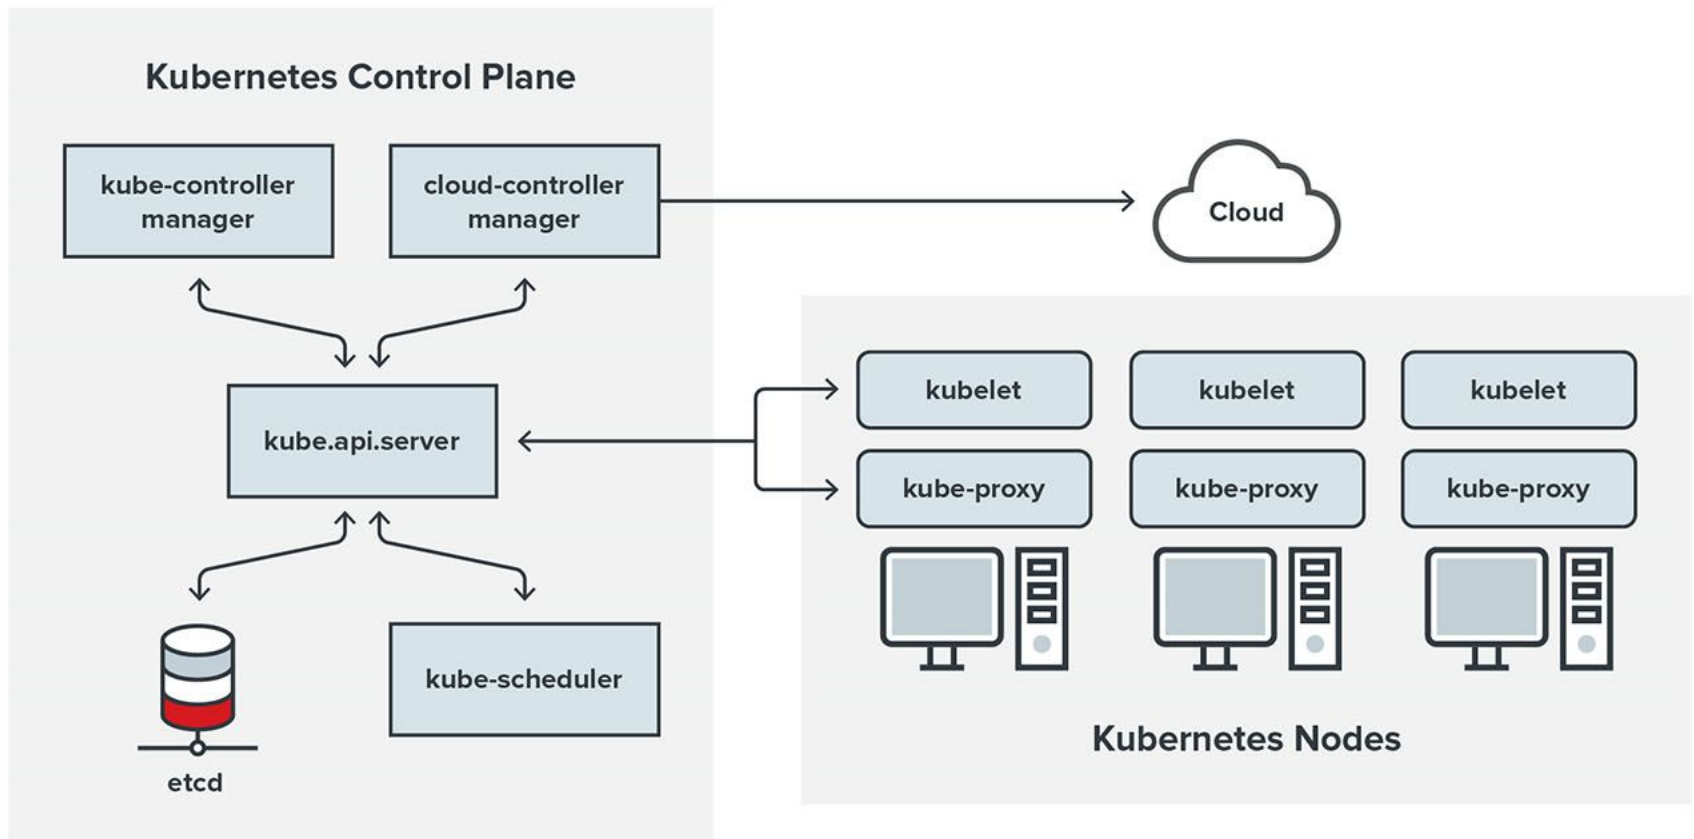 Kubernetes Control Plane
kube-controller
manager
cloud-controller
manager
Cloud
kube.api.server
etcd
kube-scheduler
kubelet
kubelet
kubelet
kube-proxy
kube-proxy
kube-proxy
Kubernetes Nodes